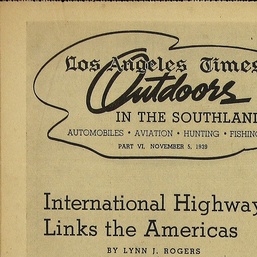 Los Angeles Times
Outdoors
IN THE SOUTHLAND
AUTOMOBILES • AVIATION • HUNTING • FISHING
PART VI, NOVEMBER 5, 1939
International Highway
Links the Americas
BY LYNN J. ROGERS